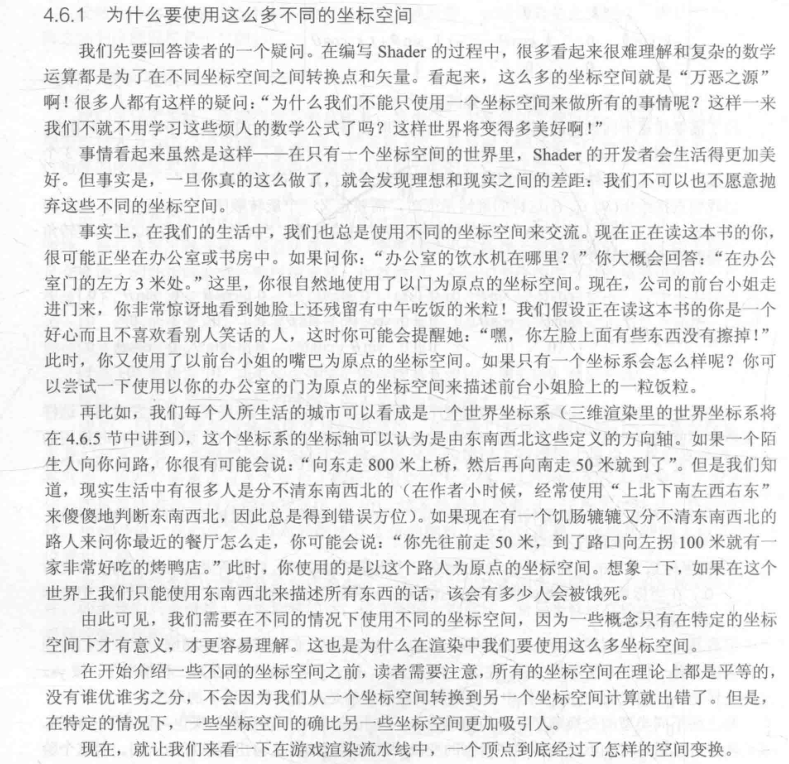 4.6.1 为什么要使用这么多不同的坐标空间
我们先要回答读者的一个疑问。在编写 Shader 的过程中，很多看起来很难理解和复杂的数学
运算都是为了在不同坐标空间之间转换点和矢量。看起来，这么多的坐标空间就是“万恶之源”
啊！很多人都有这样的疑问：“为什么我们不能只使用一个坐标空间来做所有的事情呢？这样一来
我们不就不用学习这些烦人的数学公式了吗？这样世界将变得多美好啊！”
事情看起来虽然是这样——在只有一个坐标空间的世界里，Shader 的开发者会生活得更加美
好。但事实是，一旦你真的这么做了，就会发现理想和现实之间的差距：我们不可以也不愿意抛
弃这些不同的坐标空间。
事实上，在我们的生活中，我们也总是使用不同的坐标空间来交流。现在正在读这本书的你，
很可能正坐在办公室或书房中。如果问你：“办公室的饮水机在哪里？”你大概会回答：“在办公
室门的左方 3 米处。”这里，你很自然地使用了以门为原点的坐标空间。现在，公司的前台小姐走
进门来，你非常惊讶地看到她脸上还残留有中午吃饭的米粒！我们假设正在读这本书的你是一个
好心而且不喜欢看别人笑话的人，这时你可能会提醒她：“嘿，你左脸上面有些东西没有擦掉！”
此时，你又使用了以前台小姐的嘴巴为原点的坐标空间。如果只有一个坐标系会怎么样呢？你可
以尝试一下使用以你的办公室的门为原点的坐标空间来描述前台小姐脸上的一粒饭粒。
再比如，我们每个人所生活的城市可以看成是一个世界坐标系（三维渲染里的世界坐标系将
在 4.6.5 节中讲到），这个坐标系的坐标轴可以认为是由东南西北这些定义的方向轴。如果一个陌
生人向你问路，你很有可能会说：“向东走 800 米上桥，然后再向南走 50 米就到了”。但是我们知
道，现实生活中有很多人是分不清东南西北的（在作者小时候，经常使用“上北下南左西右东”
来傻傻地判断东南西北，因此总是得到错误方位）。如果现在有一个饥肠辘辘又分不清东南西北的
路人来问你最近的餐厅怎么走，你可能会说：“你先往前走 50 米，到了路口向左拐 100 米就有一
家非常好吃的烤鸭店。”此时，你使用的是以这个路人为原点的坐标空间。想象一下，如果在这个
世界上我们只能使用东南西北来描述所有东西的话，该会有多少人会被饿死。
由此可见，我们需要在不同的情况下使用不同的坐标空间，因为一些概念只有在特定的坐标
空间下才有意义，才更容易理解。这也是为什么在渲染中我们要使用这么多坐标空间。
在开始介绍一些不同的坐标空间之前，读者需要注意，所有的坐标空间在理论上都是平等的，
没有谁优谁劣之分，不会因为我们从一个坐标空间转换到另一个坐标空间计算就出错了。但是，
在特定的情况下，一些坐标空间的确比另一些坐标空间更加吸引人。
现在，就让我们来看一下在游戏渲染流水线中，一个顶点到底经过了怎样的空间变换。